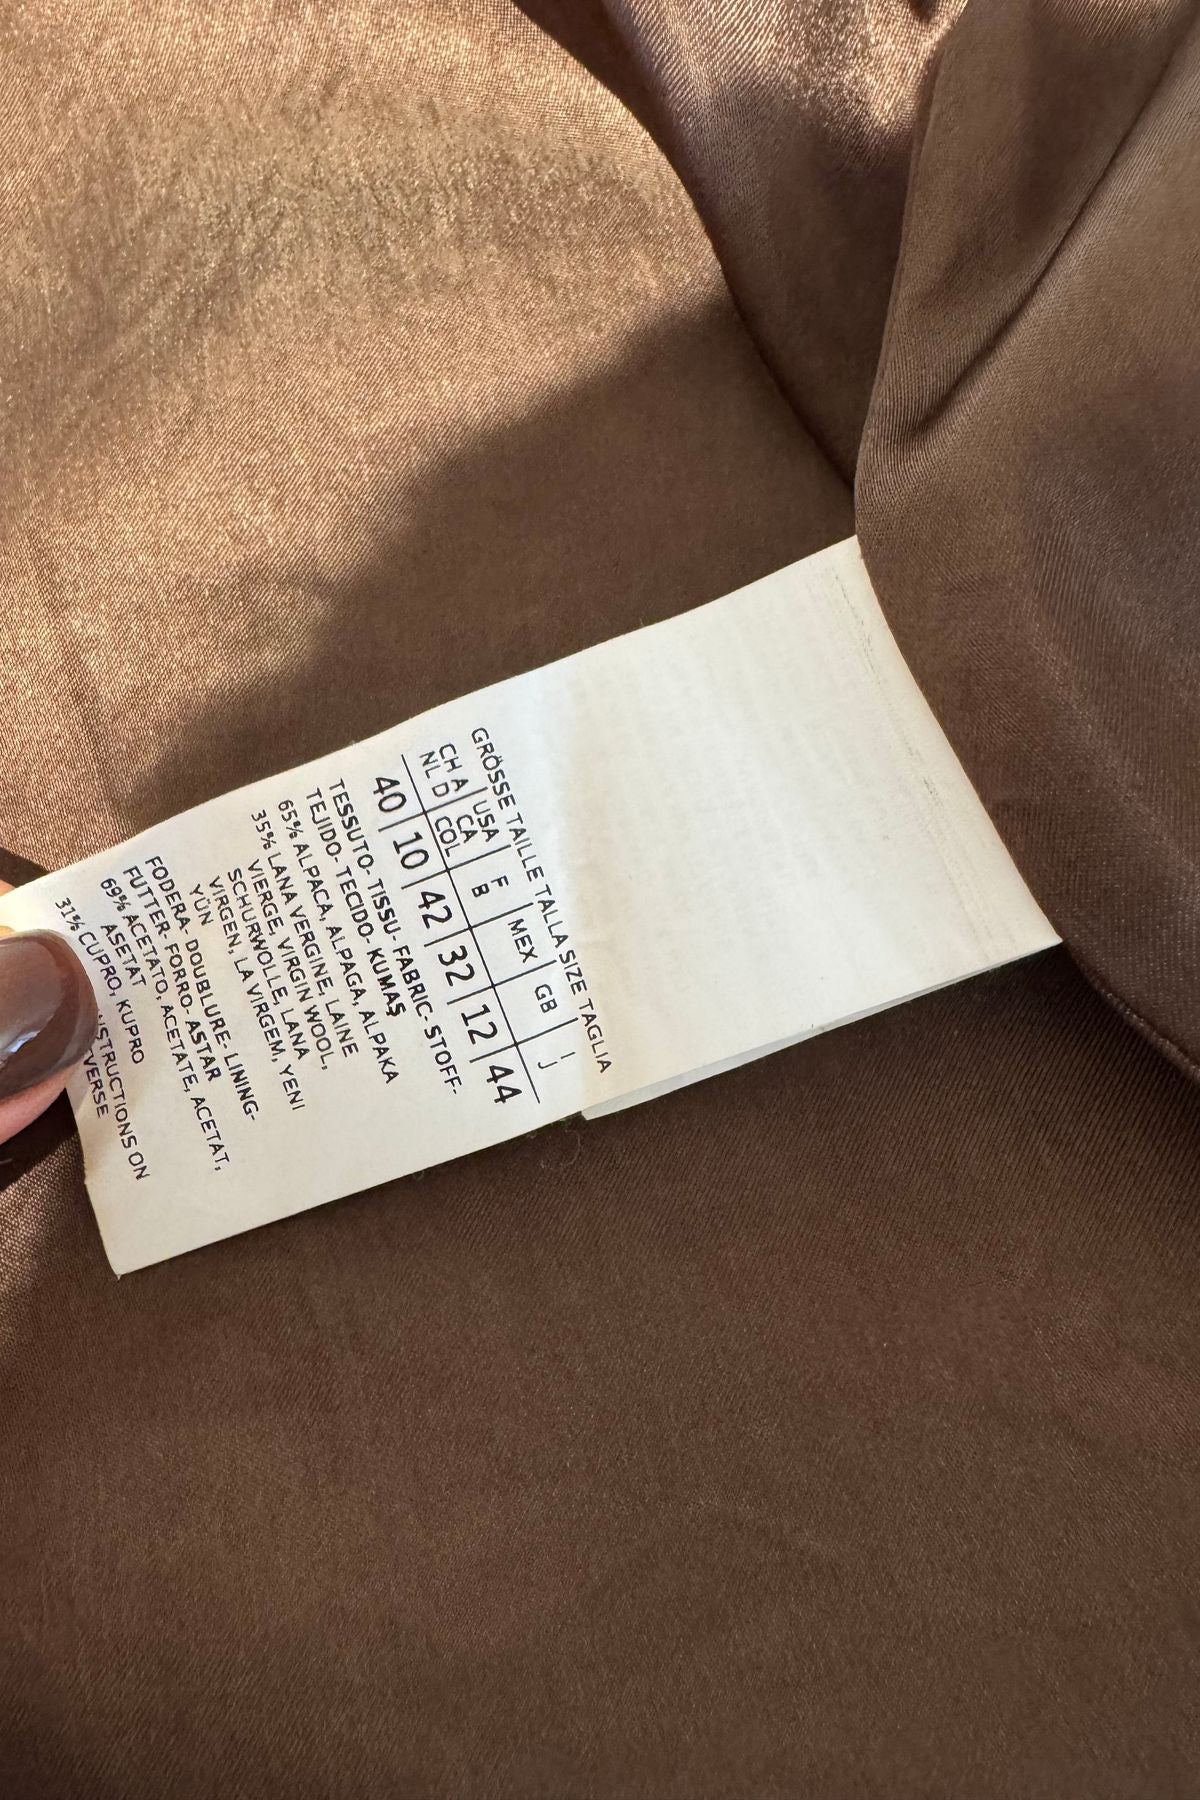 GRÖSSE TAILLE TALLA SIZE TAGLIA
CH A | USA | F | MEX | GB | I
NL D | CA COL | B
40 | 10 | 42 | 32 | 12 | 44
TESSUTO- TISSU- FABRIC- STOFF-
TEJIDO- TECIDO- KUMAŞ
65% ALPACA, ALPAGA, ALPAKA
35% LANA VERGINE, LAINE
VIERGE, VIRGIN WOOL,
SCHURWOLLE, LANA
VIRGEN, LA VIRGEM, YENI
YÜN
FODERA- DOUBLURE- LINING-
FUTTER- FORRO- ASTAR
69% ACETATO, ACETATE, ACETAT,
ASETAT
31% CUPRO, KUPRO
ON